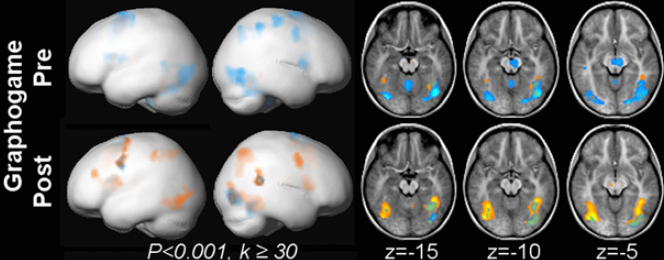 Graphogame
Pre
Post
P<0.001, k ≥ 30
z=-15
z=-10
z=-5